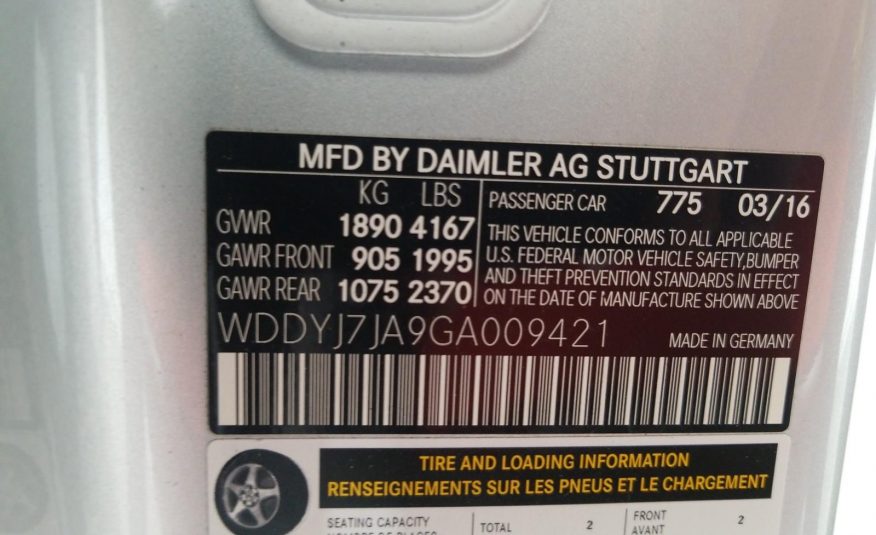 MFD BY DAIMLER AG STUTTGART
KG LBS
GVWR 1890 4167
GAWR FRONT 905 1995
GAWR REAR 1075 2370
PASSENGER CAR 775 03/16
THIS VEHICLE CONFORMS TO ALL APPLICABLE
U.S. FEDERAL MOTOR VEHICLE SAFETY,BUMPER
AND THEFT PREVENTION STANDARDS IN EFFECT
ON THE DATE OF MANUFACTURE SHOWN ABOVE
WDDYJ7JA9GA009421
MADE IN GERMANY
TIRE AND LOADING INFORMATION
RENSEIGNEMENTS SUR LES PNEUS ET LE CHARGEMENT
SEATING CAPACITY TOTAL 2 FRONT 2
NOMBRE DE PLACES AVANT